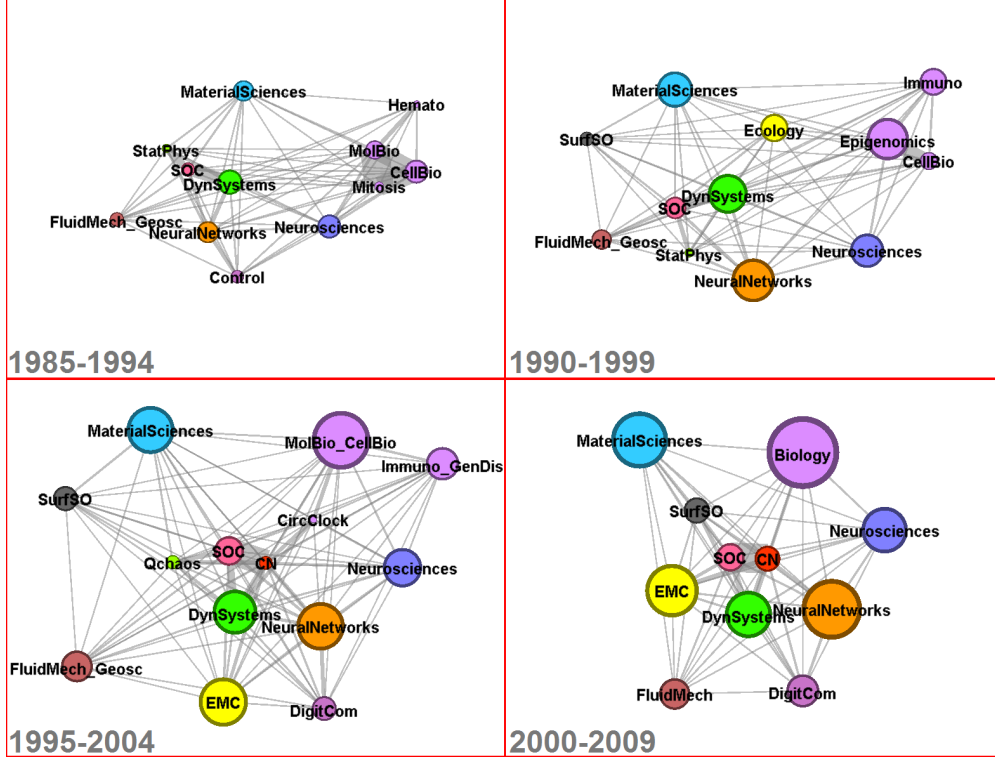 MaterialSciences
Hemato
StatPhys
MolBio
SOC
CellBio
DynSystems
Mitosis
FluidMech_Geosc
NeuralNetworks
Neurosciences
Control
1985-1994
Immuno
MaterialSciences
Ecology
SurfSO
Epigenomics
CellBio
DynSystems
SOC
FluidMech_Geosc
StatPhys
Neurosciences
NeuralNetworks
1990-1999
MaterialSciences
MolBio_CellBio
Immuno_GenDis
SurfSO
CircClock
SOC
Qchaos
CN
Neurosciences
DynSystems
NeuralNetworks
FluidMech_Geosc
EMC
DigitCom
1995-2004
MaterialSciences
Biology
SurfSO
Neurosciences
SOC
CN
EMC
NeuralNetworks
DynSystems
FluidMech
DigitCom
2000-2009